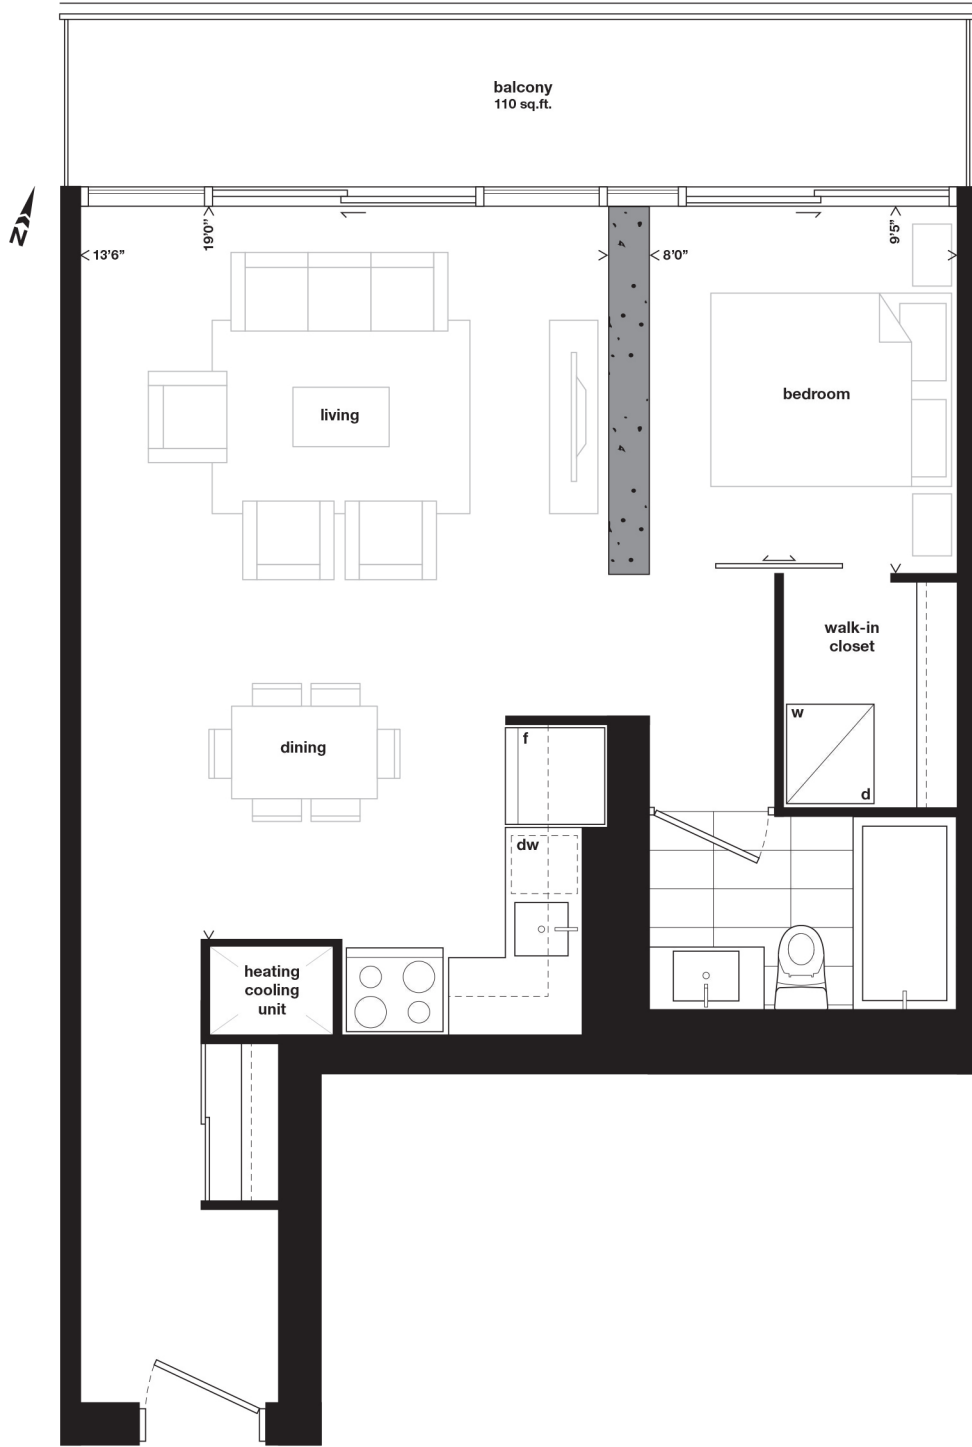 balcony
110 sq.ft.
N
13'6"
19'0"
8'0"
9'5"
living
bedroom
walk-in
closet
w
d
dining
f
dw
heating
cooling
unit